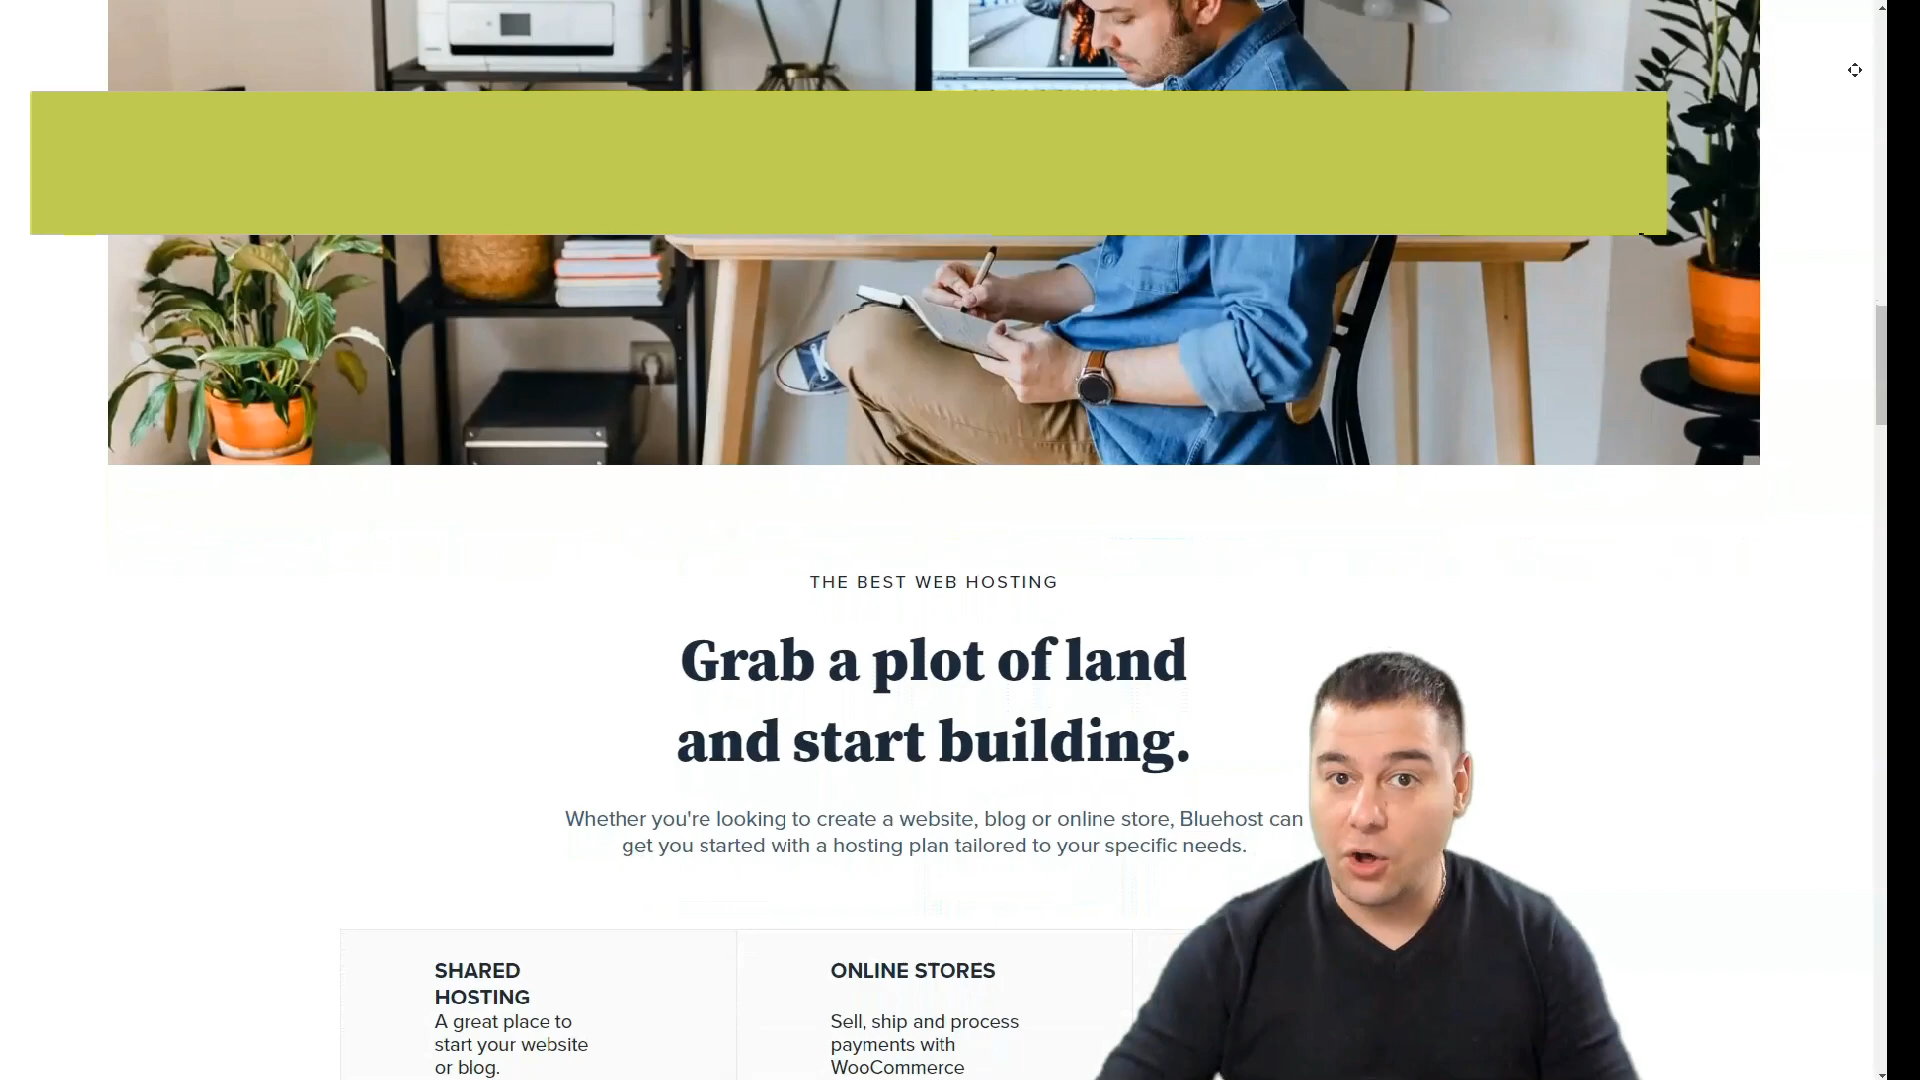 THE BEST WEB HOSTING
Grab a plot of land
and start building.
Whether you're looking to create a website, blog or online store, Bluehost can
get you started with a hosting plan tailored to your specific needs.
SHARED
HOSTING
A great place to
start your website
or blog.
ONLINE STORES
Sell, ship and process
payments with
WooCommerce